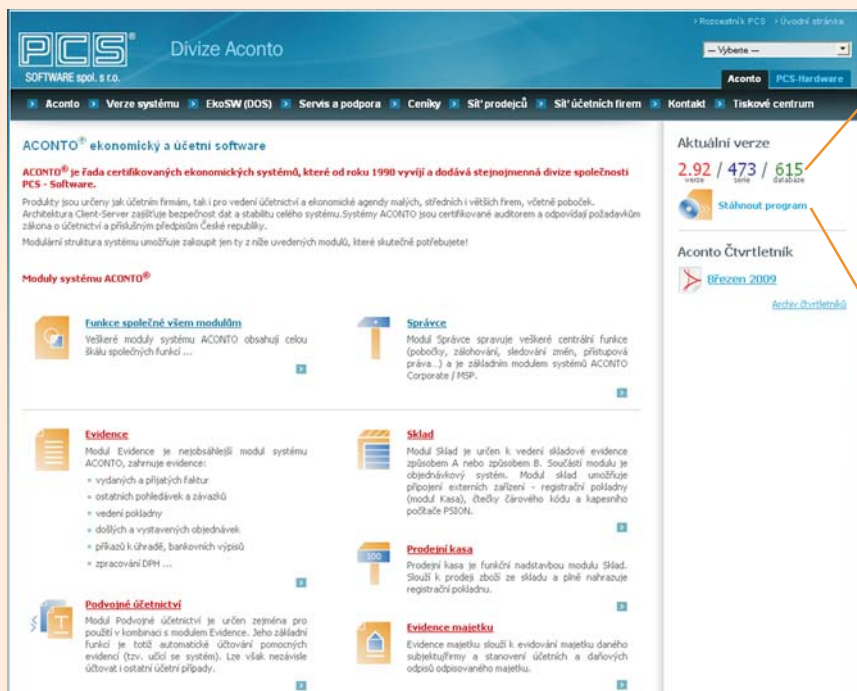 › Rozcestník PCS › Úvodní stránka
PCS®
SOFTWARE spol. s r.o.
Divize Aconto
— Vyberte —
Aconto PCS-Hardware
Aconto Verze systému EkoSW (DOS) Servis a podpora Ceníky Síť prodejců Síť účetních firem Kontakt Tiskové centrum
ACONTO® ekonomický a účetní software
ACONTO® je řada certifikovaných ekonomických systémů, které od roku 1990 vyvíjí a dodává stejnojmenná divize společnosti
PCS - Software.
Produkty jsou určeny jak účetním firmám, tak i pro vedení účetnictví a ekonomické agendy malých, středních i větších firem, včetně poboček.
Architektura Client-Server zajišťuje bezpečnost dat a stabilitu celého systému.Systémy ACONTO jsou certifikované auditorem a odpovídají požadavkům
zákona o účetnictví a příslušným předpisům České republiky.
Modulární struktura systému umožňuje zakoupit jen ty z níže uvedených modulů, které skutečně potřebujete!
Moduly systému ACONTO®
Funkce společné všem modulům
Veškeré moduly systému ACONTO obsahují celou
škálu společných funkcí ...
Správce
Modul Správce spravuje veškeré centrální funkce
(pobočky, zálohování, sledování změn, přístupová
práva...) a je základním modulem systémů ACONTO
Corporate / MSP.
Evidence
Modul Evidence je nejobsáhlejší modul systému
ACONTO, zahrnuje evidence:
vydaných a přijatých faktur
ostatních pohledávek a závazků
vedení pokladny
došlých a vystavených objednávek
příkazů k úhradě, bankovních výpisů
zpracování DPH ...
Sklad
Modul Sklad je určen k vedení skladové evidence
způsobem A nebo způsobem B. Součástí modulu je
objednávkový systém. Modul sklad umožňuje
připojení externích zařízení - registrační pokladny
(modul Kasa), čtečky čárového kódu a kapesního
počítače PSION.
100
Prodejní kasa
Prodejní kasa je funkční nadstavbou modulu Sklad.
Slouží k prodeji zboží ze skladu a plně nahrazuje
registrační pokladnu.
Podvojné účetnictví
Modul Podvojné účetnictví je určen zejména pro
použití v kombinaci s modulem Evidence. Jeho základní
funkcí je totiž automatické účtování pomocných
evidencí (tzv. učící se systém). Lze však nezávisle
účtovat i ostatní účetní případy.
Evidence majetku
Evidence majetku slouží k evidování majetku daného
subjektu/firmy a stanovení účetních a daňových
odpisů odpisovaného majetku.
Aktuální verze
2.92 / 473 / 615
verze série databáze
Stáhnout program
Aconto Čtvrtletník
Březen 2009
Archiv čtvrtletníků